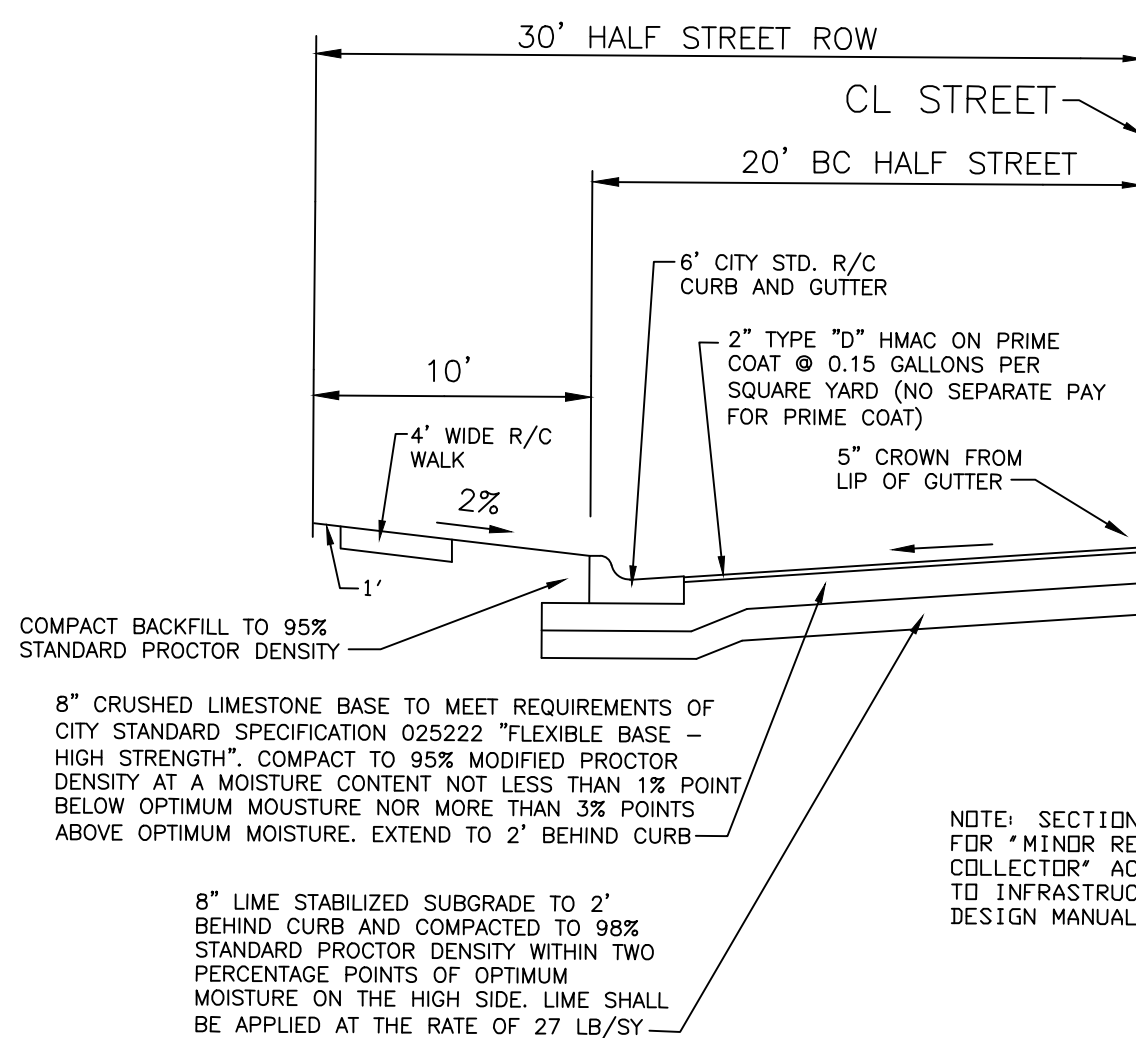 30' HALF STREET ROW
CL STREET
20' BC HALF STREET
6' CITY STD. R/C
CURB AND GUTTER
2" TYPE "D" HMAC ON PRIME
COAT @ 0.15 GALLONS PER
SQUARE YARD (NO SEPARATE PAY
FOR PRIME COAT)
10'
4' WIDE R/C
WALK
5" CROWN FROM
LIP OF GUTTER
2%
1'
COMPACT BACKFILL TO 95%
STANDARD PROCTOR DENSITY
8" CRUSHED LIMESTONE BASE TO MEET REQUIREMENTS OF
CITY STANDARD SPECIFICATION 025222 "FLEXIBLE BASE –
HIGH STRENGTH". COMPACT TO 95% MODIFIED PROCTOR
DENSITY AT A MOISTURE CONTENT NOT LESS THAN 1% POINT
BELOW OPTIMUM MOUSTURE NOR MORE THAN 3% POINTS
ABOVE OPTIMUM MOISTURE. EXTEND TO 2' BEHIND CURB
NOTE: SECTION
FOR "MINOR RE
COLLECTOR" AC
TO INFRASTRUC
DESIGN MANUAL
8" LIME STABILIZED SUBGRADE TO 2'
BEHIND CURB AND COMPACTED TO 98%
STANDARD PROCTOR DENSITY WITHIN TWO
PERCENTAGE POINTS OF OPTIMUM
MOISTURE ON THE HIGH SIDE. LIME SHALL
BE APPLIED AT THE RATE OF 27 LB/SY